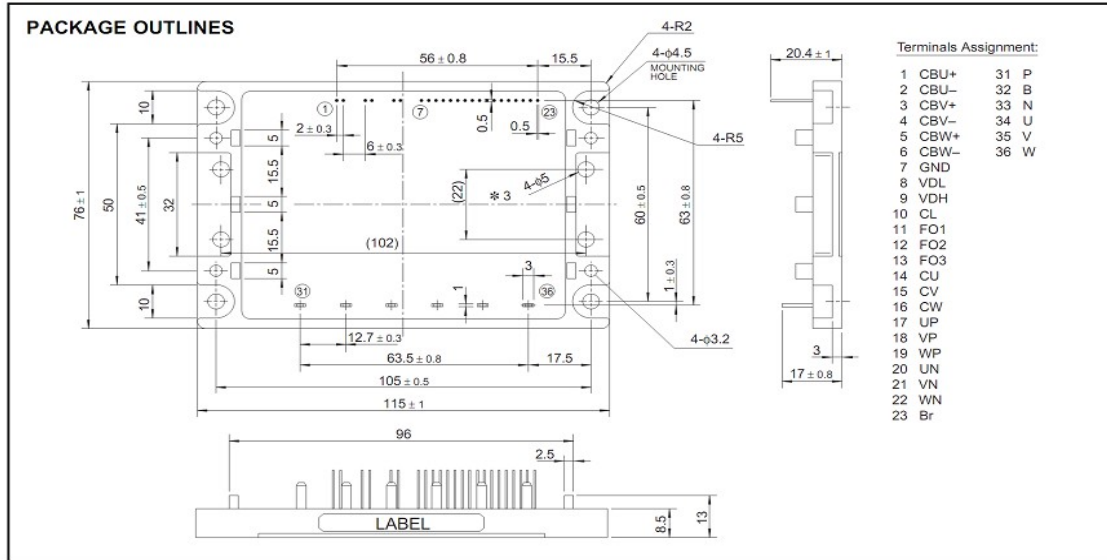 PACKAGE OUTLINES
4-R2
4-φ4.5
MOUNTING
HOLE
56 ± 0.8
15.5
20.4 ± 1
Terminals Assignment:
1 CBU+ 31 P
2 CBU– 32 B
3 CBV+ 33 N
4 CBV– 34 U
5 CBW+ 35 V
6 CBW– 36 W
7 GND
8 VDL
9 VDH
10 CL
11 FO1
12 FO2
13 FO3
14 CU
15 CV
16 CW
17 UP
18 VP
19 WP
20 UN
21 VN
22 WN
23 Br
10
1
7
23
2 ± 0.3
6 ± 0.3
0.5
0.5
4-R5
5
15.5
5
15.5
5
4-φ5
(22)
※ 3
76 ± 1
50
41 ± 0.5
32
60 ± 0.5
63 ± 0.8
(102)
10
31
1
3
36
1 ± 0.3
12.7 ± 0.3
4-φ3.2
63.5 ± 0.8
17.5
105 ± 0.5
115 ± 1
3
17 ± 0.8
96
2.5
LABEL
8.5
13